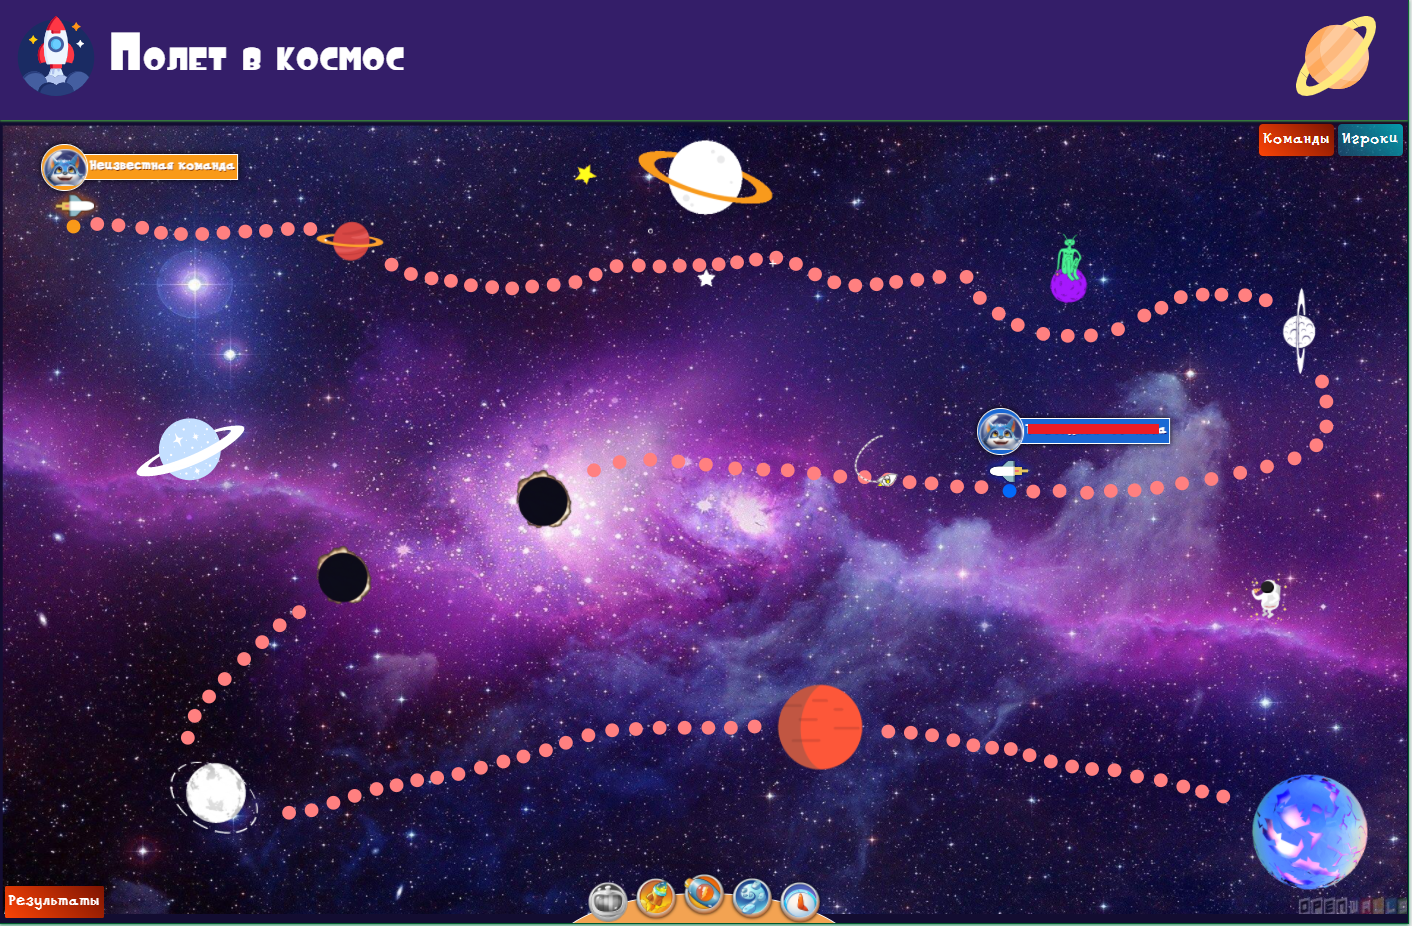 Полет в космос
Команды
Игроки
Неизвестная команда
Результаты